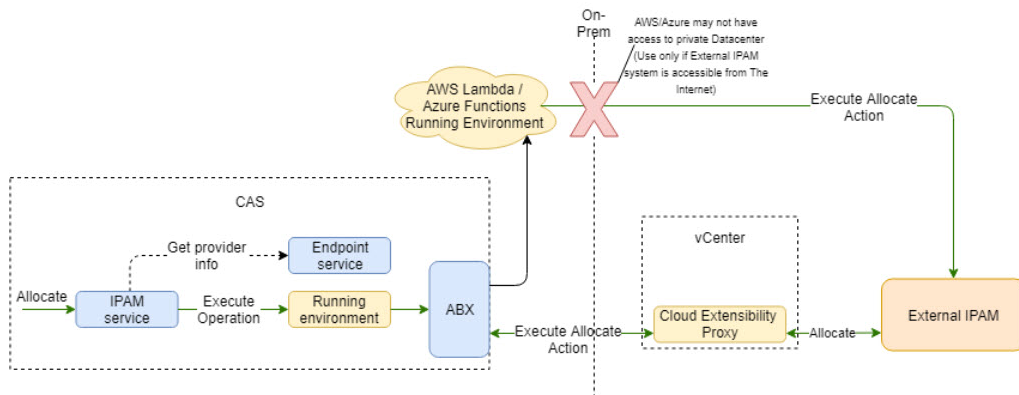 On-
Prem
AWS/Azure may not have
access to private Datacenter
(Use only if External IPAM
system is accessible from The
Internet)
AWS Lambda /
Azure Functions
Running Environment
Execute Allocate
Action
CAS
Get provider
info
Endpoint
service
vCenter
Allocate
IPAM
service
Execute
Operation
Running
environment
ABX
Execute Allocate
Action
Cloud Extensibility
Proxy
Allocate
External IPAM